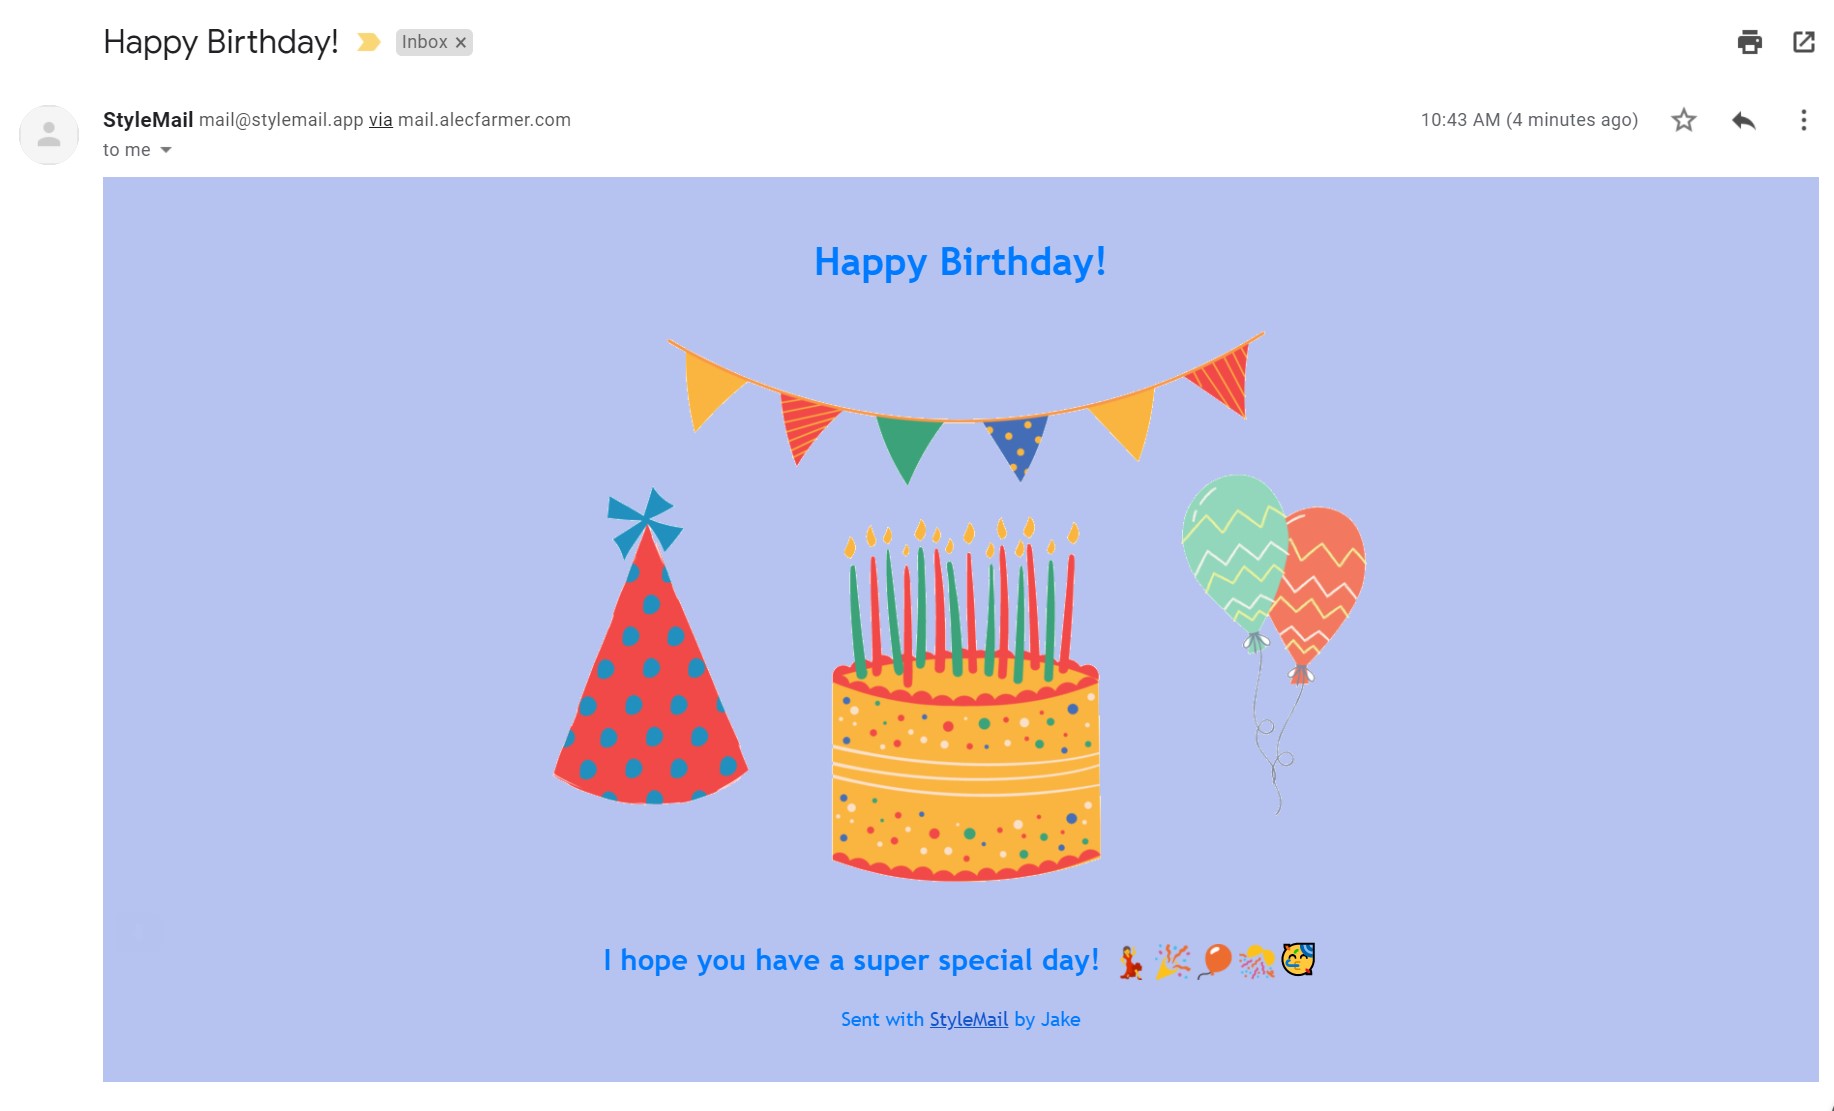 Happy Birthday! Inbox ×
StyleMail mail@stylemail.app via mail.alecfarmer.com 10:43 AM (4 minutes ago)
to me
Happy Birthday!
I hope you have a super special day! 💃🎉🎈🎊🥳
Sent with StyleMail by Jake